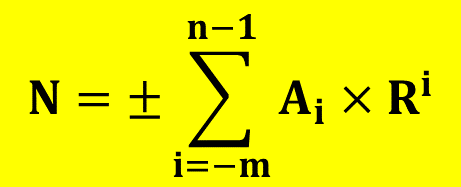 n−1
N = ± ∑ Aᵢ × Rⁱ
i=−m